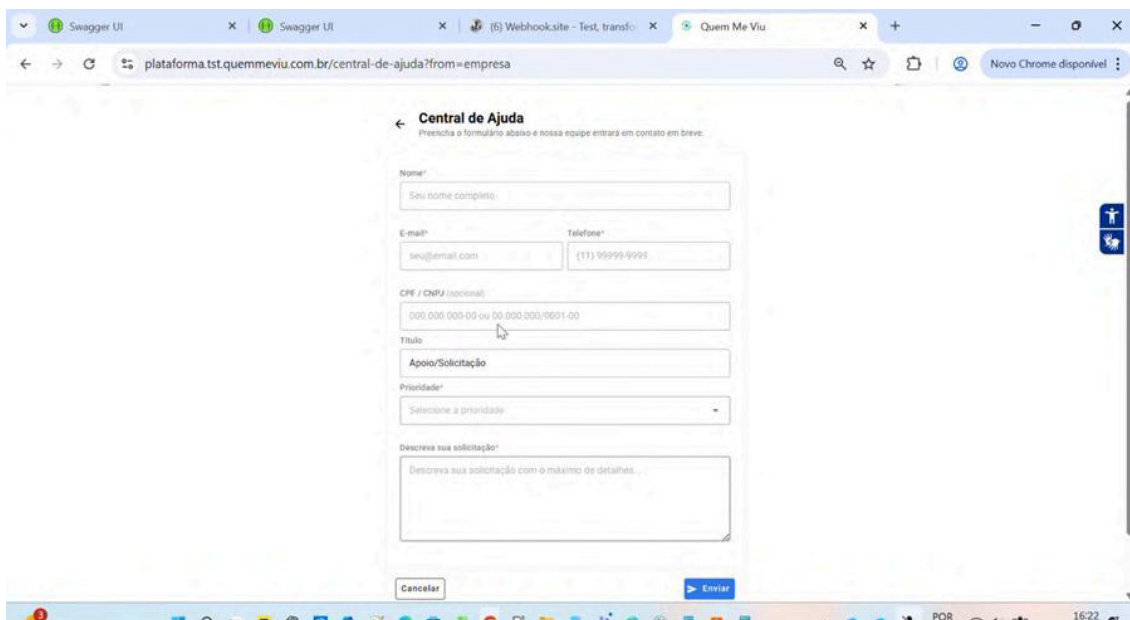 Swagger UI
Swagger UI
(6) Webhook.site - Test, transfo
Quem Me Viu
plataforma.tst.quemmeviu.com.br/central-de-ajuda?from=empresa
Novo Chrome disponível
Central de Ajuda
Preencha o formulário abaixo e nossa equipe entrará em contato em breve.
Nome*
Seu nome completo
E-mail*
Telefone*
seu@email.com
(11) 99999-9999
CPF / CNPJ (opcional)
000.000.000-00 ou 00.000.000/0001-00
Título
Apoio/Solicitação
Prioridade*
Selecione a prioridade
Descreva sua solicitação*
Descreva sua solicitação com o máximo de detalhes...
Cancelar
Enviar
3
POR
16:22